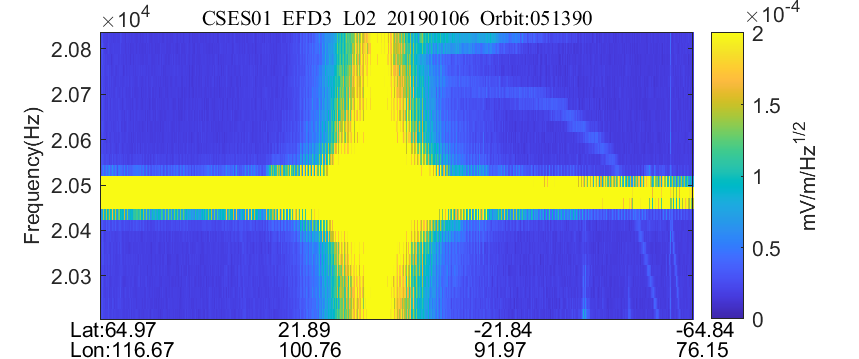 ×10⁴ CSES01 EFD3 L02 20190106 Orbit:051390 ×10⁻⁴
2.08
2.07
2.06
2.05
2.04
2.03
Frequency(Hz)
2
1.5
1
0.5
0
mV/m/Hz^1/2
Lat:64.97 21.89 -21.84 -64.84
Lon:116.67 100.76 91.97 76.15